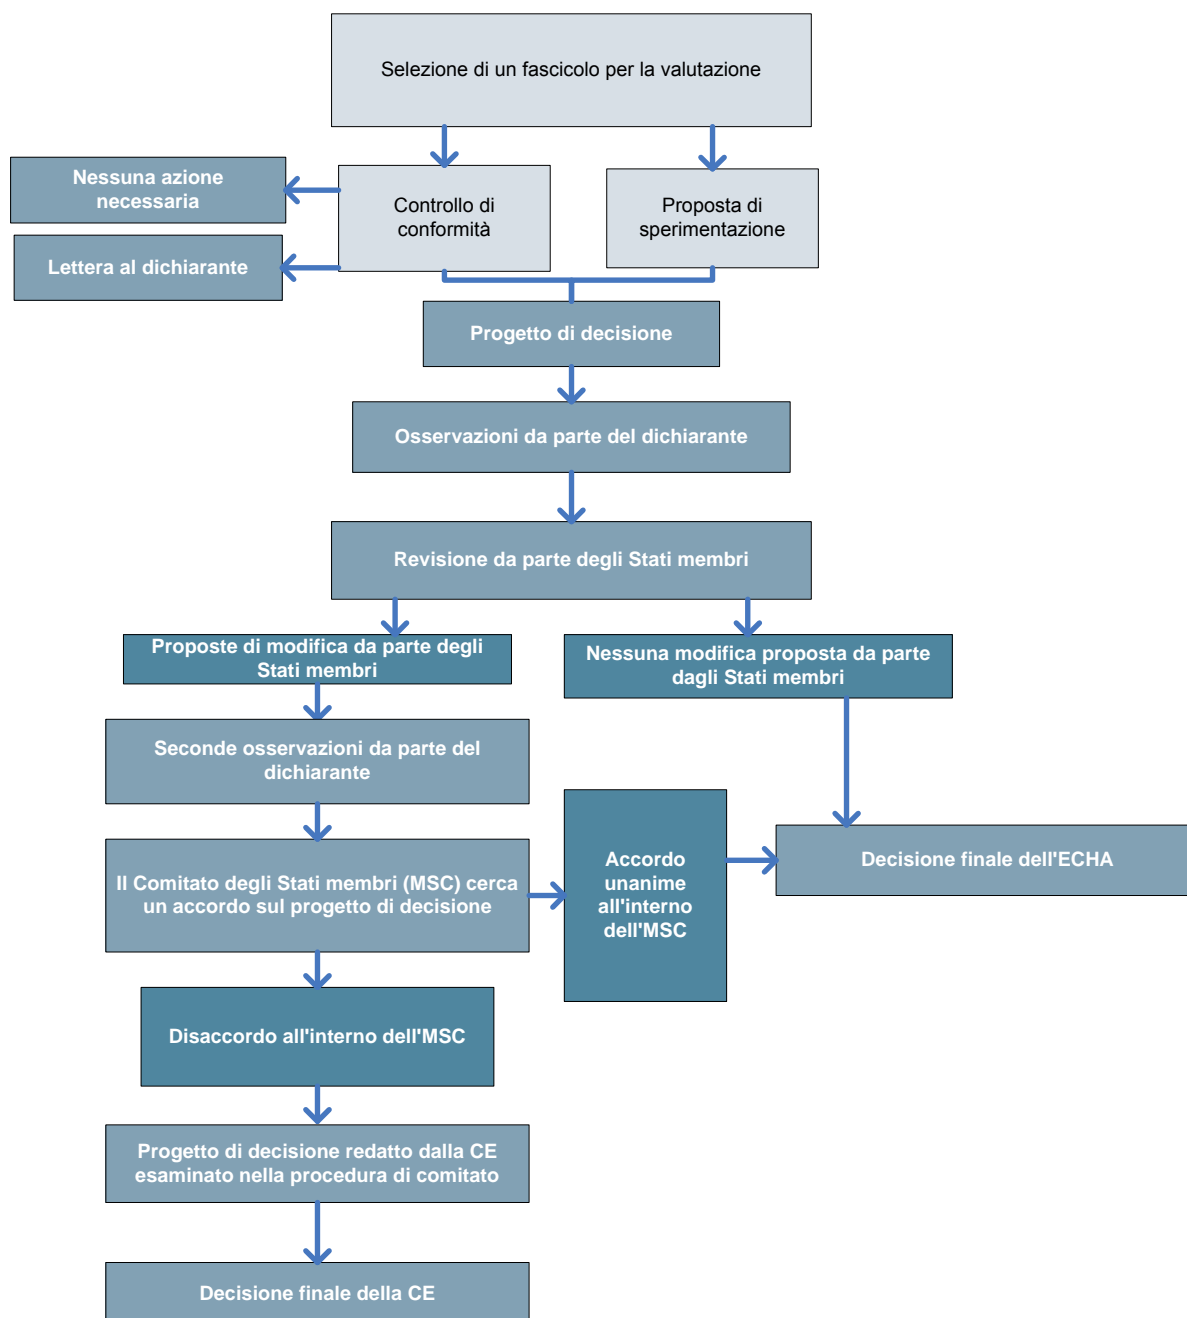 Selezione di un fascicolo per la valutazione
Nessuna azione
necessaria
Controllo di
conformità
Proposta di
sperimentazione
Lettera al dichiarante
Progetto di decisione
Osservazioni da parte del dichiarante
Revisione da parte degli Stati membri
Proposte di modifica da parte degli
Stati membri
Nessuna modifica proposta da parte
dagli Stati membri
Seconde osservazioni da parte del
dichiarante
Il Comitato degli Stati membri (MSC) cerca
un accordo sul progetto di decisione
Accordo
unanime
all'interno
dell'MSC
Decisione finale dell'ECHA
Disaccordo all'interno dell'MSC
Progetto di decisione redatto dalla CE
esaminato nella procedura di comitato
Decisione finale della CE